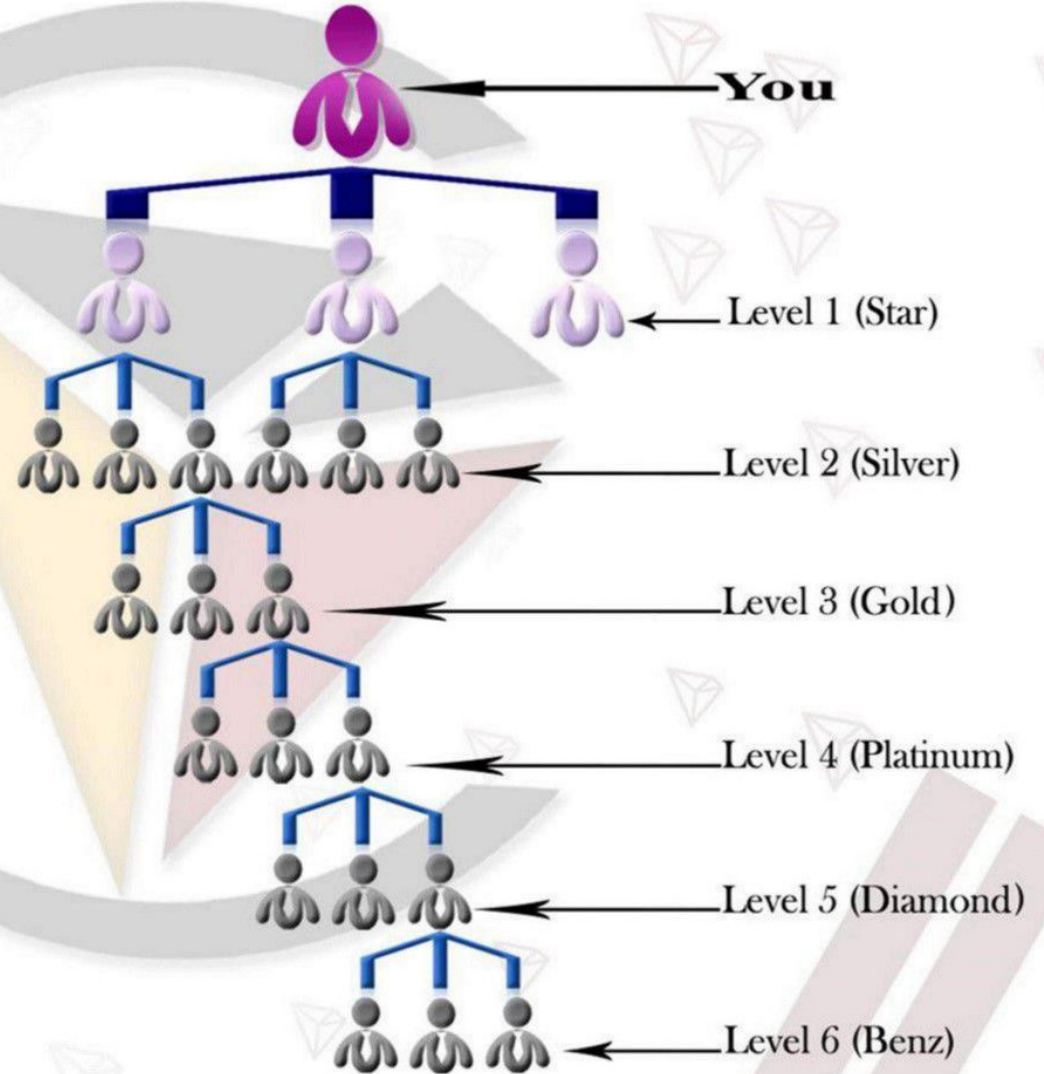 You
Level 1 (Star)
Level 2 (Silver)
Level 3 (Gold)
Level 4 (Platinum)
Level 5 (Diamond)
Level 6 (Benz)